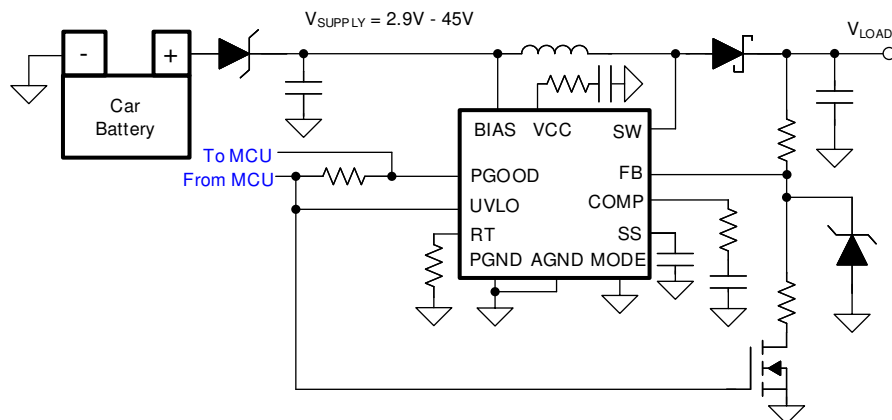 V_SUPPLY = 2.9V - 45V
V_LOAD
- +
Car
Battery
BIAS VCC SW
To MCU
From MCU
PGOOD
FB
UVLO
COMP
RT
SS
PGND AGND MODE